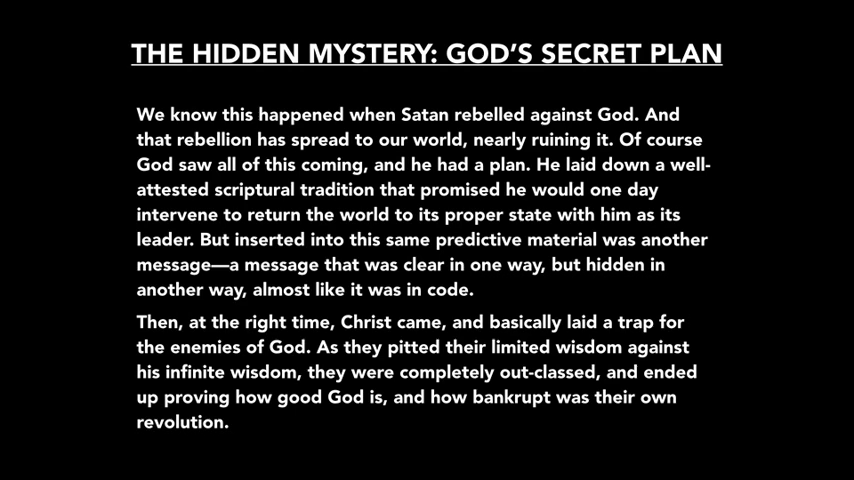 THE HIDDEN MYSTERY: GOD’S SECRET PLAN
We know this happened when Satan rebelled against God. And
that rebellion has spread to our world, nearly ruining it. Of course
God saw all of this coming, and he had a plan. He laid down a well-
attested scriptural tradition that promised he would one day
intervene to return the world to its proper state with him as its
leader. But inserted into this same predictive material was another
message—a message that was clear in one way, but hidden in
another way, almost like it was in code.
Then, at the right time, Christ came, and basically laid a trap for
the enemies of God. As they pitted their limited wisdom against
his infinite wisdom, they were completely out-classed, and ended
up proving how good God is, and how bankrupt was their own
revolution.